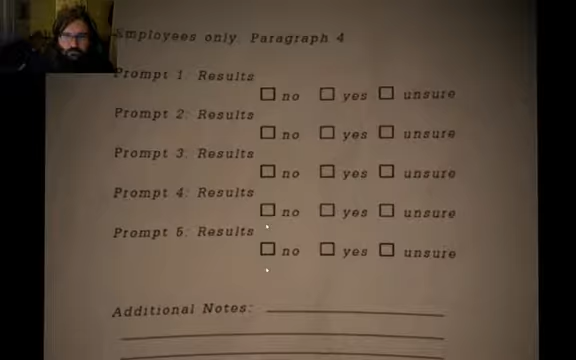 Employees only. Paragraph 4
Prompt 1: Results
no yes unsure
Prompt 2: Results
no yes unsure
Prompt 3: Results
no yes unsure
Prompt 4: Results
no yes unsure
Prompt 5: Results
no yes unsure
Additional Notes: